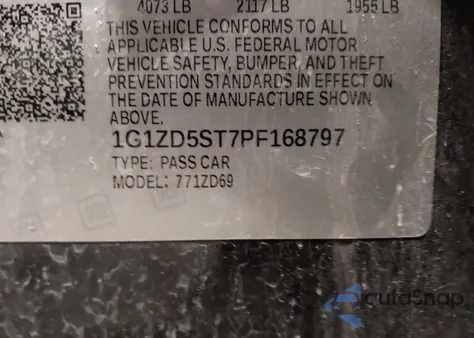 4073 LB 2117 LB 1955 LB
THIS VEHICLE CONFORMS TO ALL
APPLICABLE U.S. FEDERAL MOTOR
VEHICLE SAFETY, BUMPER, AND THEFT
PREVENTION STANDARDS IN EFFECT ON
THE DATE OF MANUFACTURE SHOWN
ABOVE.
1G1ZD5ST7PF168797
TYPE: PASS CAR
MODEL: 771ZD69
autosnap